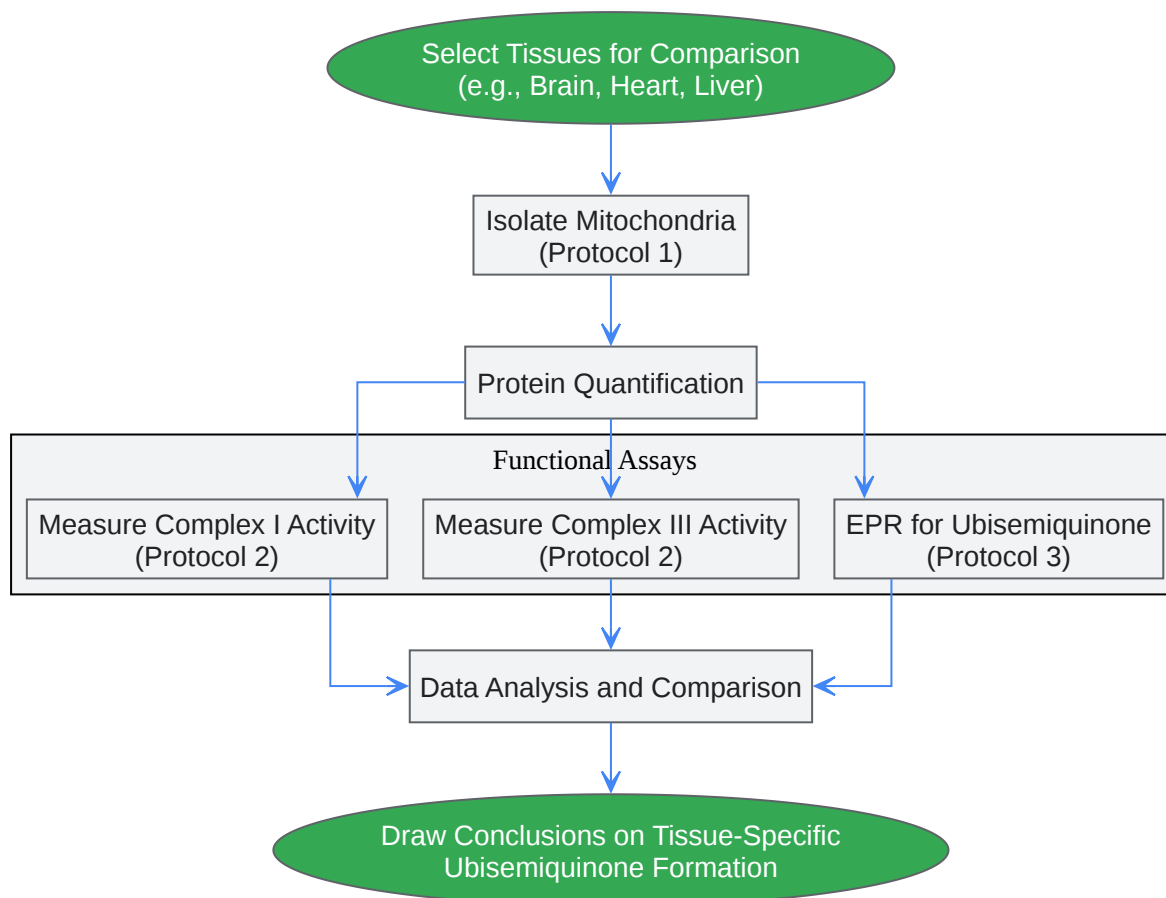 Select Tissues for Comparison
(e.g., Brain, Heart, Liver)
Isolate Mitochondria
(Protocol 1)
Protein Quantification
Functional Assays
Measure Complex I Activity
(Protocol 2)
Measure Complex III Activity
(Protocol 2)
EPR for Ubisemiquinone
(Protocol 3)
Data Analysis and Comparison
Draw Conclusions on Tissue-Specific
Ubisemiquinone Formation